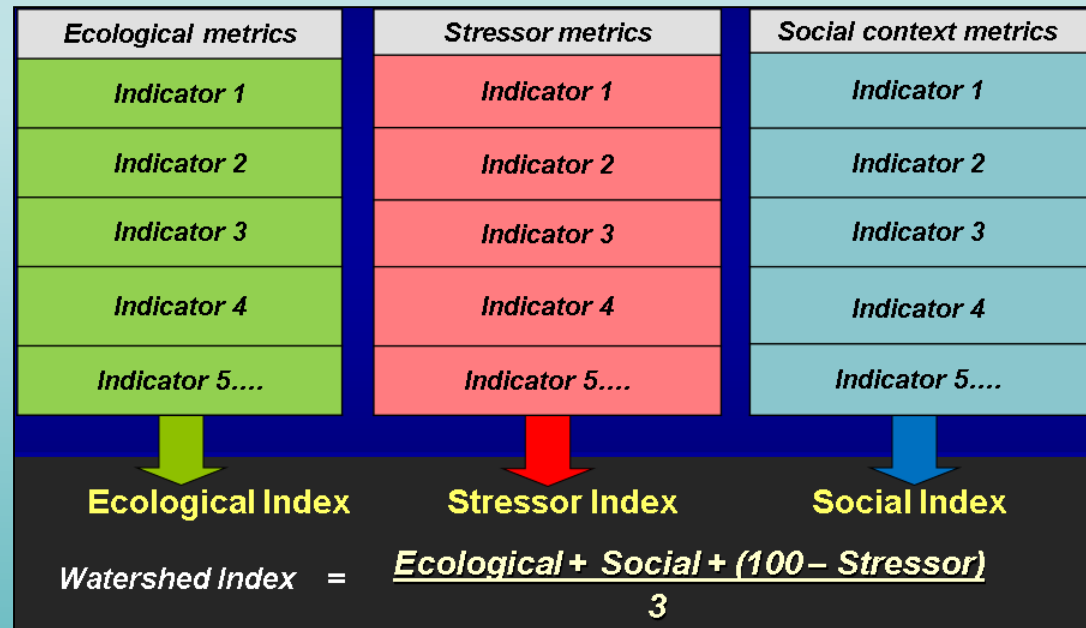 Ecological metrics
Indicator 1
Indicator 2
Indicator 3
Indicator 4
Indicator 5....
Stressor metrics
Indicator 1
Indicator 2
Indicator 3
Indicator 4
Indicator 5....
Social context metrics
Indicator 1
Indicator 2
Indicator 3
Indicator 4
Indicator 5....
Ecological Index
Stressor Index
Social Index
Watershed Index =
Ecological + Social + (100 – Stressor)
3